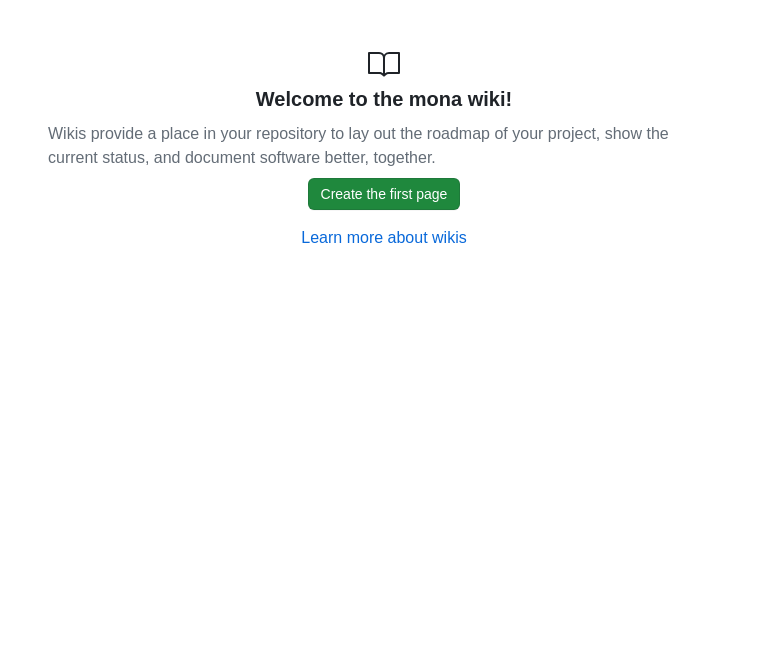 Welcome to the mona wiki!
Wikis provide a place in your repository to lay out the roadmap of your project, show the
current status, and document software better, together.
Create the first page
Learn more about wikis